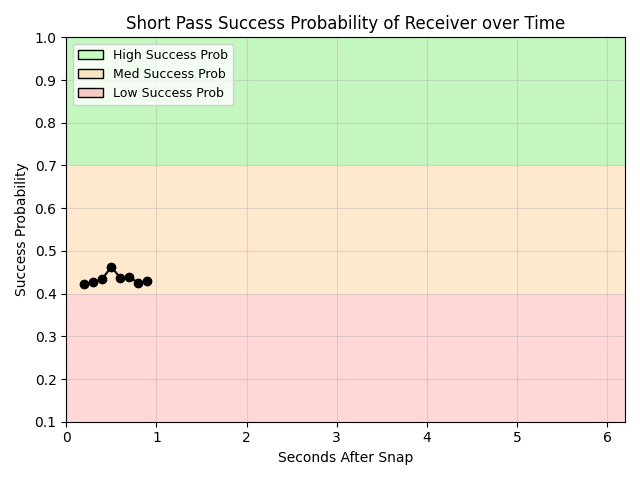 Short Pass Success Probability of Receiver over Time
High Success Prob
Med Success Prob
Low Success Prob
Success Probability
1.0
0.9
0.8
0.7
0.6
0.5
0.4
0.3
0.2
0.1
0 1 2 3 4 5 6
Seconds After Snap